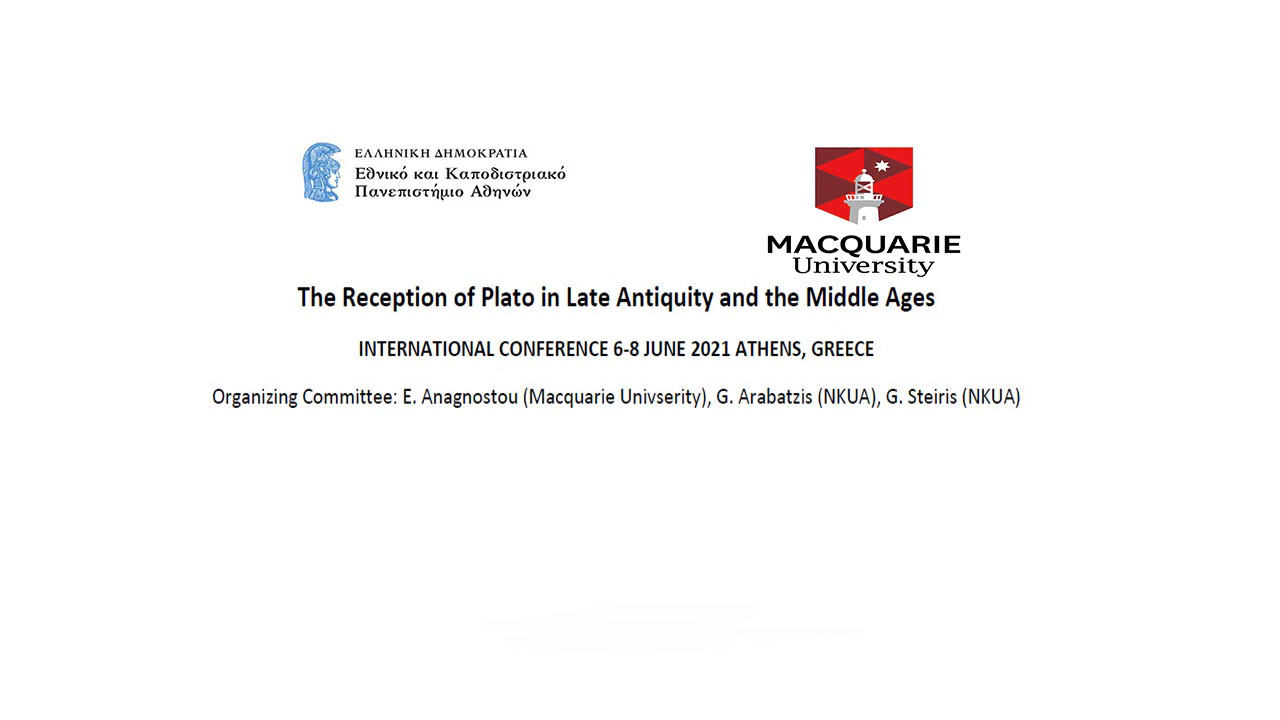 ΕΛΛΗΝΙΚΗ ΔΗΜΟΚΡΑΤΙΑ
Εθνικό και Καποδιστριακό
Πανεπιστήμιο Αθηνών
MACQUARIE
University
The Reception of Plato in Late Antiquity and the Middle Ages
INTERNATIONAL CONFERENCE 6-8 JUNE 2021 ATHENS, GREECE
Organizing Committee: E. Anagnostou (Macquarie Univserity), G. Arabatzis (NKUA), G. Steiris (NKUA)